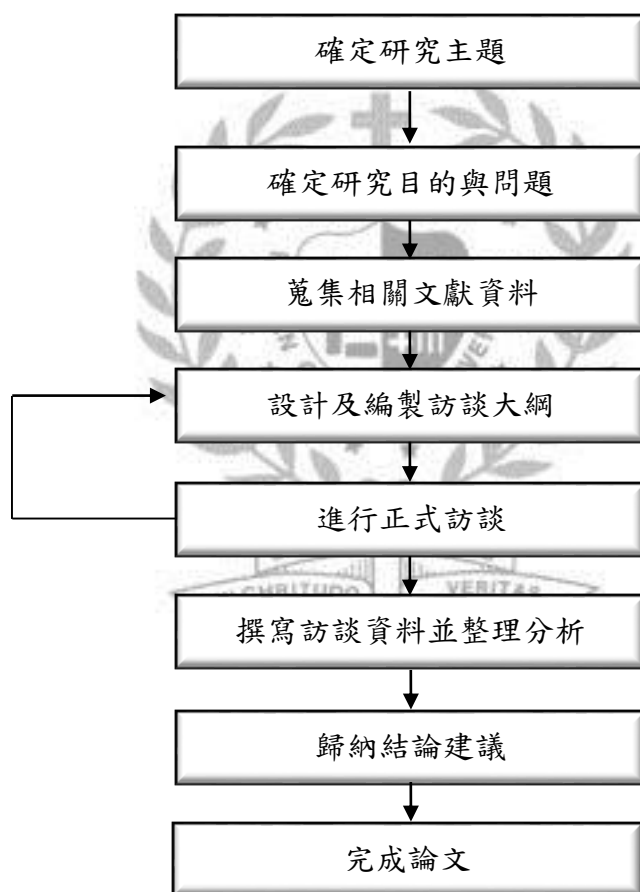 確定研究主題
確定研究目的與問題
蒐集相關文獻資料
設計及編製訪談大綱
進行正式訪談
VERITAS
撰寫訪談資料並整理分析
歸納結論建議
完成論文